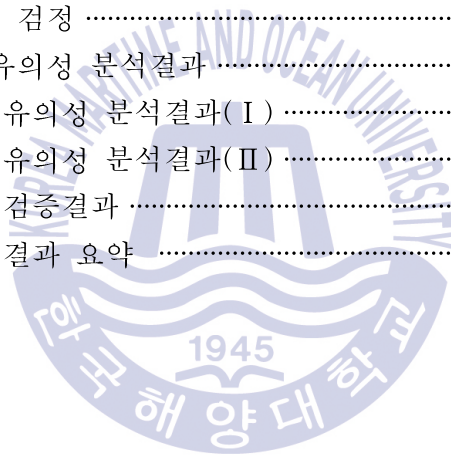 검정 ························································
유의성 분석결과 ························································
유의성 분석결과(Ⅰ) ························································
유의성 분석결과(Ⅱ) ························································
검증결과 ························································
결과 요약 ························································
KOREA MARITIME AND OCEAN UNIVERSITY
1945
한국해양대학교